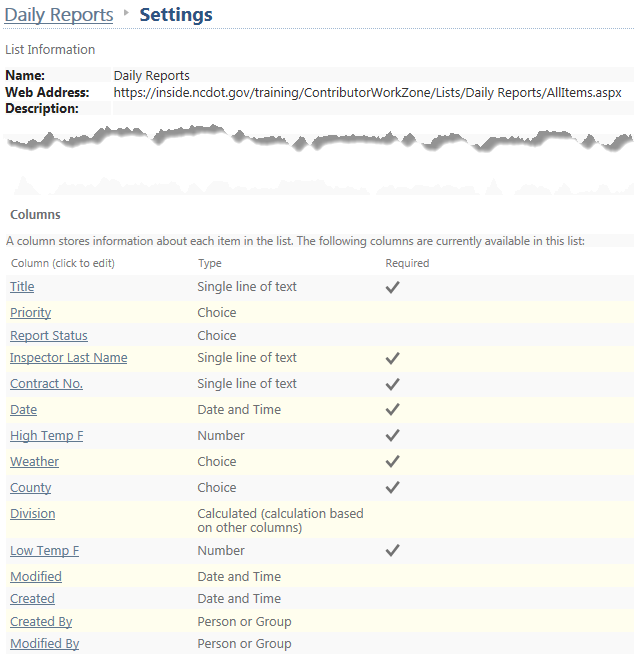 Daily Reports ▸ Settings
List Information
Name: Daily Reports
Web Address: https://inside.ncdot.gov/training/ContributorWorkZone/Lists/Daily Reports/AllItems.aspx
Description:
Columns
A column stores information about each item in the list. The following columns are currently available in this list:
Column (click to edit) Type Required
Title Single line of text ✓
Priority Choice
Report Status Choice
Inspector Last Name Single line of text ✓
Contract No. Single line of text ✓
Date Date and Time ✓
High Temp F Number ✓
Weather Choice ✓
County Choice ✓
Division Calculated (calculation based
on other columns)
Low Temp F Number ✓
Modified Date and Time
Created Date and Time
Created By Person or Group
Modified By Person or Group